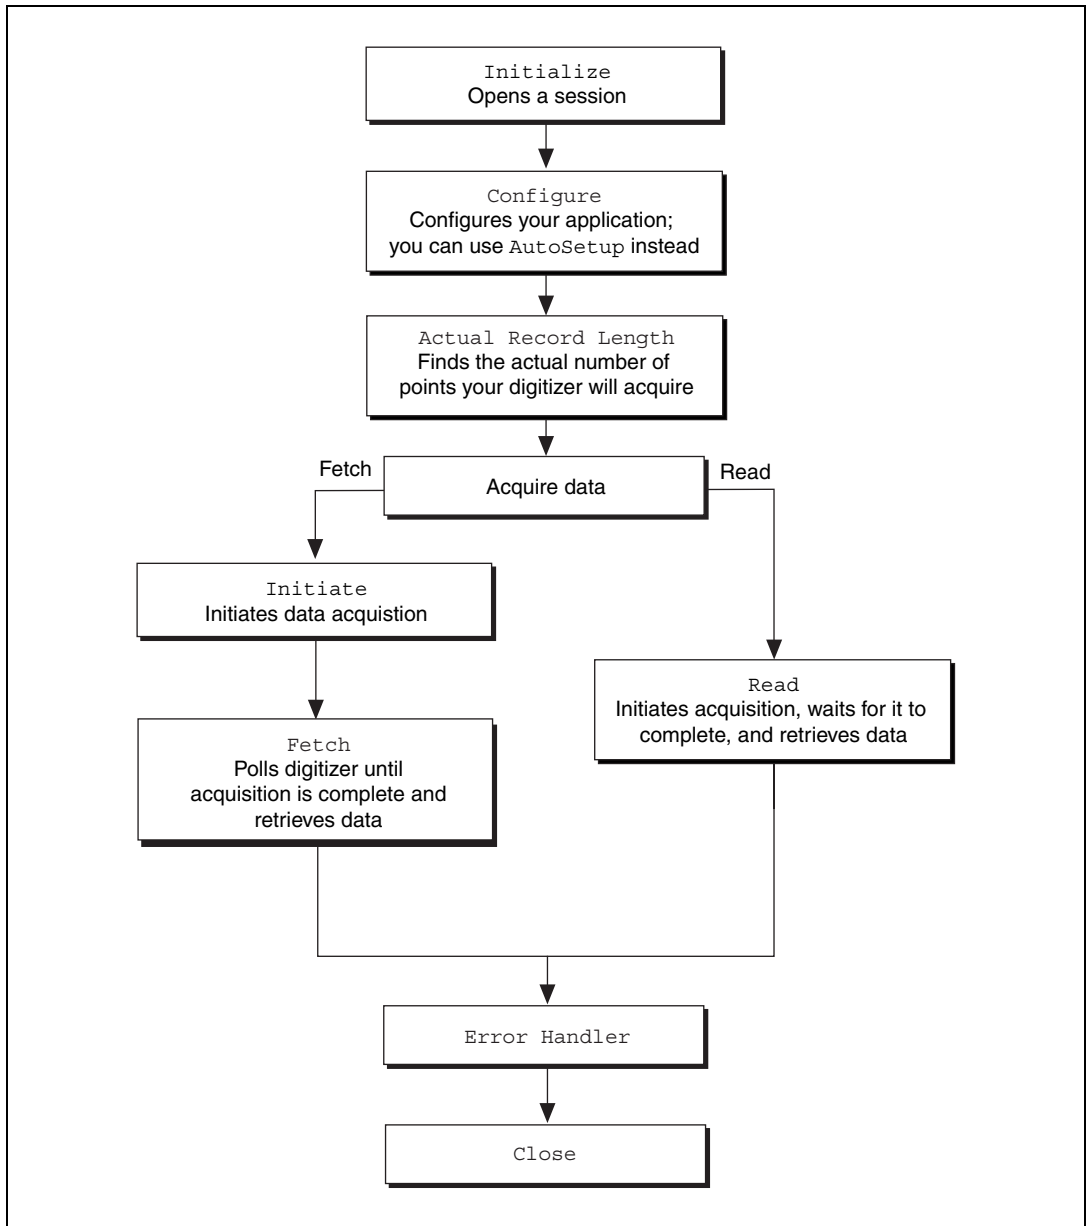 Initialize
Opens a session
Configure
Configures your application;
you can use AutoSetup instead
Actual Record Length
Finds the actual number of
points your digitizer will acquire
Fetch
Acquire data
Read
Initiate
Initiates data acquistion
Read
Initiates acquisition, waits for it to
complete, and retrieves data
Fetch
Polls digitizer until
acquisition is complete and
retrieves data
Error Handler
Close